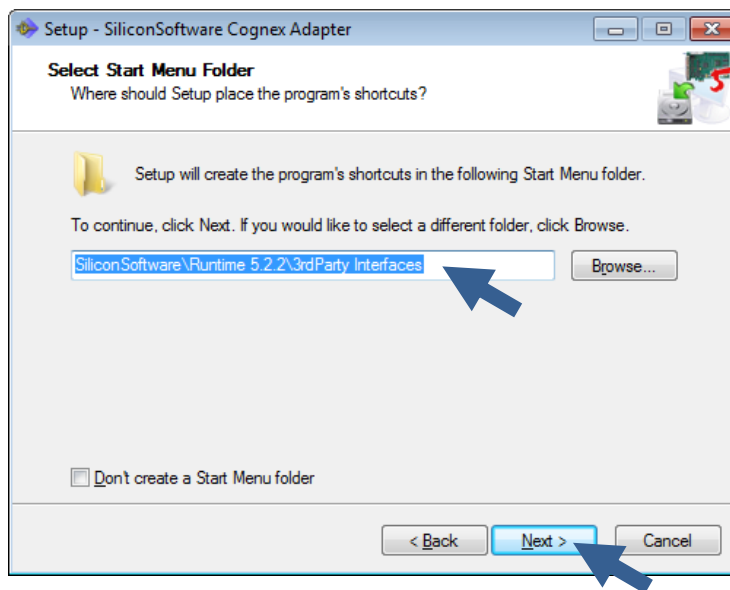 Setup - SiliconSoftware Cognex Adapter
Select Start Menu Folder
Where should Setup place the program's shortcuts?
Setup will create the program's shortcuts in the following Start Menu folder.
To continue, click Next. If you would like to select a different folder, click Browse.
SiliconSoftware\Runtime 5.2.2\3rdParty Interfaces
Browse...
Don't create a Start Menu folder
< Back
Next >
Cancel